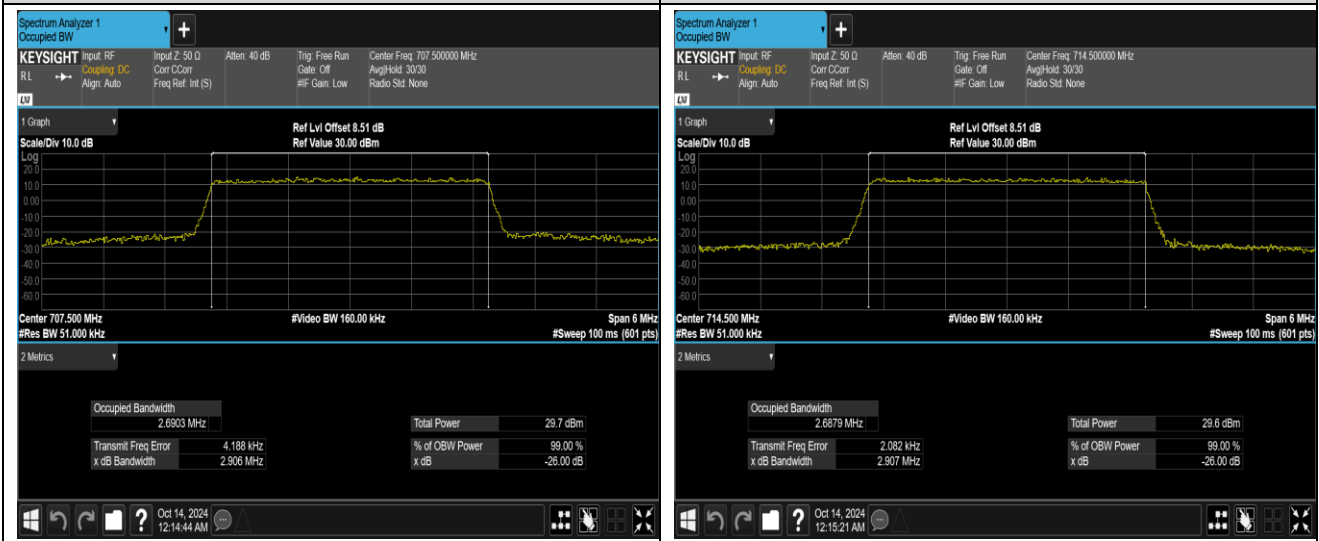 Spectrum Analyzer 1
Occupied BW
+
KEYSIGHT Input: RF Input Z: 50 Ω Atten: 40 dB Trig: Free Run Center Freq: 707.500000 MHz
Coupling: DC Corr CCorr Gate: Off Avg|Hold: 30/30
RL Align: Auto Freq Ref: Int (S) #IF Gain: Low Radio Std: None
LXI
1 Graph
Ref Lvl Offset 8.51 dB
Scale/Div 10.0 dB Ref Value 30.00 dBm
Log
20.0
10.0
0.00
-10.0
-20.0
-30.0
-40.0
-50.0
-60.0
Center 707.500 MHz #Video BW 160.00 kHz Span 6 MHz
#Res BW 51.000 kHz #Sweep 100 ms (601 pts)
2 Metrics
Occupied Bandwidth
2.6903 MHz Total Power 29.7 dBm
Transmit Freq Error 4.188 kHz % of OBW Power 99.00 %
x dB Bandwidth 2.906 MHz x dB -26.00 dB
? Oct 14, 2024
12:14:44 AM
Spectrum Analyzer 1
Occupied BW
+
KEYSIGHT Input: RF Input Z: 50 Ω Atten: 40 dB Trig: Free Run Center Freq: 714.500000 MHz
Coupling: DC Corr CCorr Gate: Off Avg|Hold: 30/30
RL Align: Auto Freq Ref: Int (S) #IF Gain: Low Radio Std: None
LXI
1 Graph
Ref Lvl Offset 8.51 dB
Scale/Div 10.0 dB Ref Value 30.00 dBm
Log
20.0
10.0
0.00
-10.0
-20.0
-30.0
-40.0
-50.0
-60.0
Center 714.500 MHz #Video BW 160.00 kHz Span 6 MHz
#Res BW 51.000 kHz #Sweep 100 ms (601 pts)
2 Metrics
Occupied Bandwidth
2.6879 MHz Total Power 29.6 dBm
Transmit Freq Error 2.082 kHz % of OBW Power 99.00 %
x dB Bandwidth 2.907 MHz x dB -26.00 dB
? Oct 14, 2024
12:15:21 AM